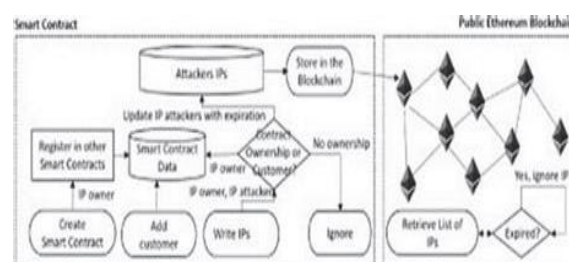 Smart Contract
Public Ethereum Blockchain
Attackers IPs
Store in the
Blockchain
Update IP attackers with expiration
Contract
Ownership or
Customer?
No ownership
Register in other
Smart Contracts
Smart Contract
Data
IP owner
IP owner
IP owner, IP attacker
Yes, ignore IP
Create
Smart Contract
Add
customer
Write IPs
Ignore
Retrieve List of
IPs
Expired?